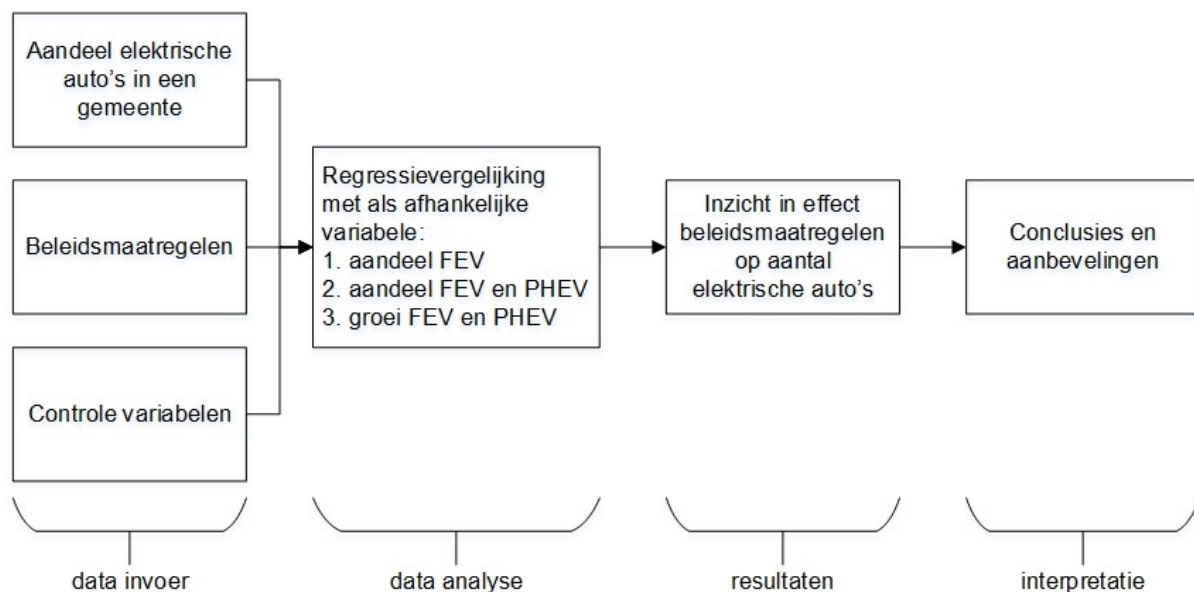 Aandeel elektrische
auto's in een
gemeente
Beleidsmaatregelen
Controle variabelen
Regressievergelijking
met als afhankelijke
variabele:
1. aandeel FEV
2. aandeel FEV en PHEV
3. groei FEV en PHEV
Inzicht in effect
beleidsmaatregelen
op aantal
elektrische auto's
Conclusies en
aanbevelingen
data invoer
data analyse
resultaten
interpretatie